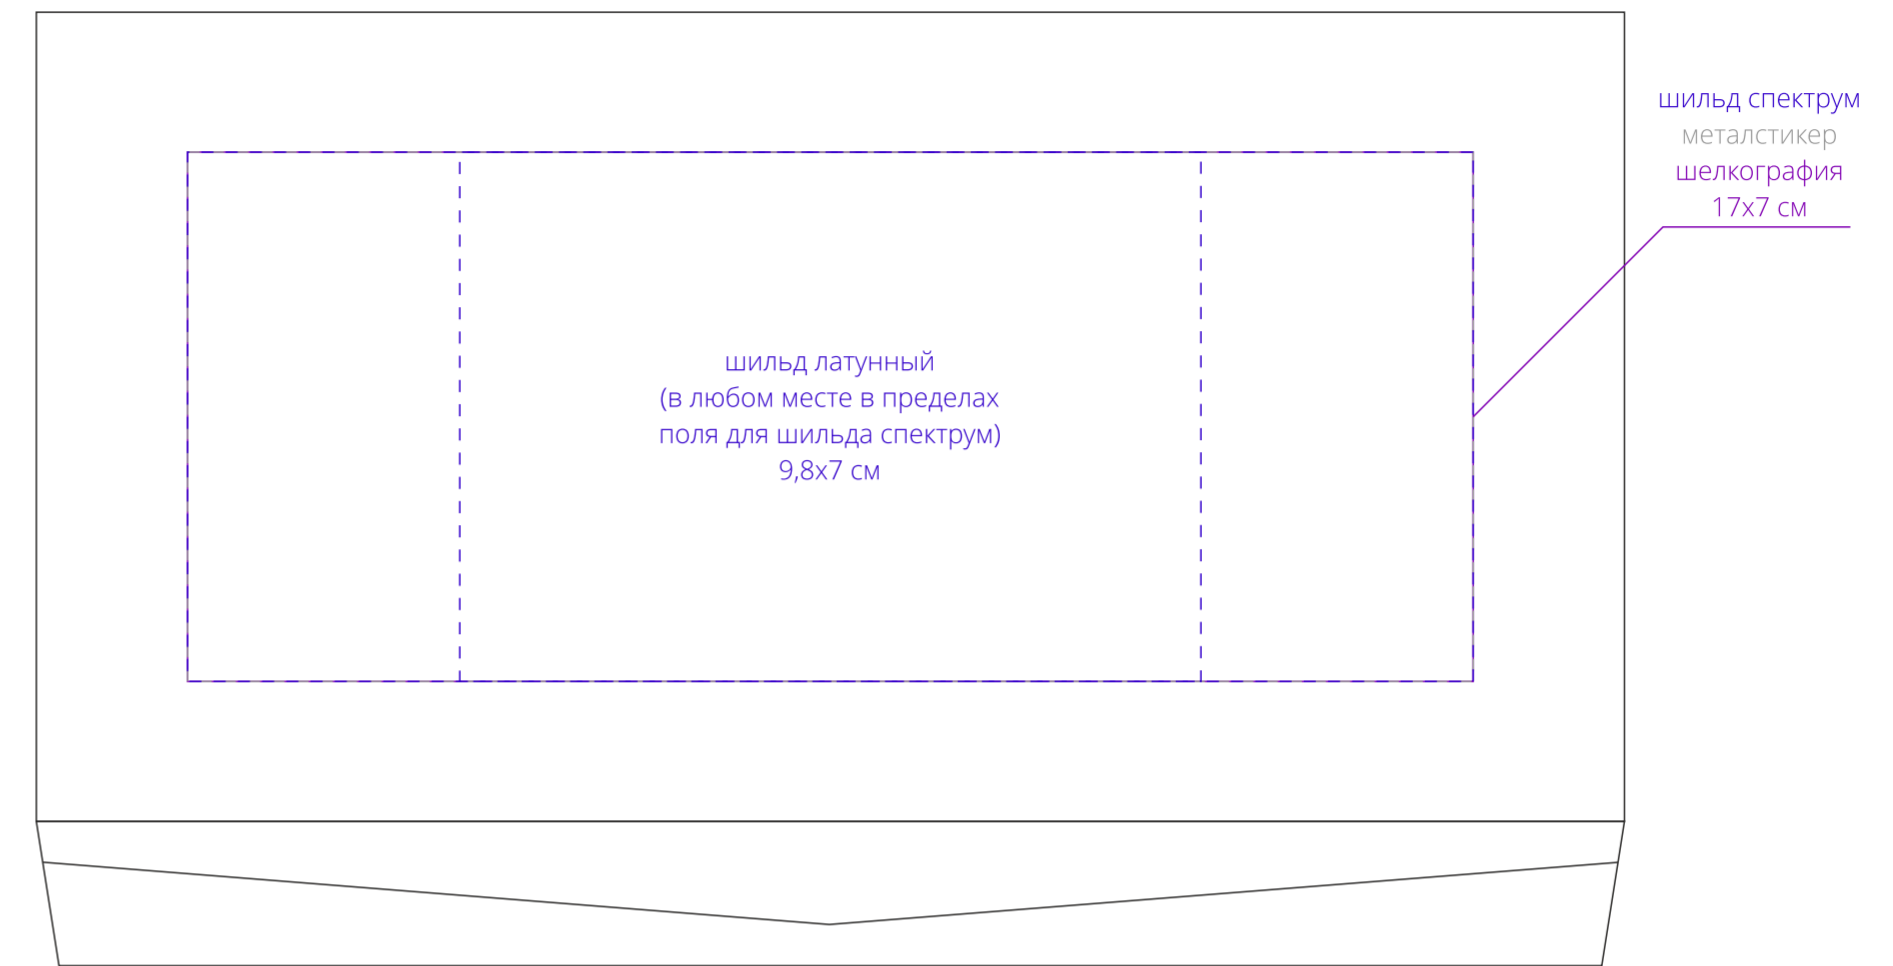 шильд спектрум
металстикер
шелкография
17х7 см
шильд латунный
(в любом месте в пределах
поля для шильда спектрум)
9,8х7 см